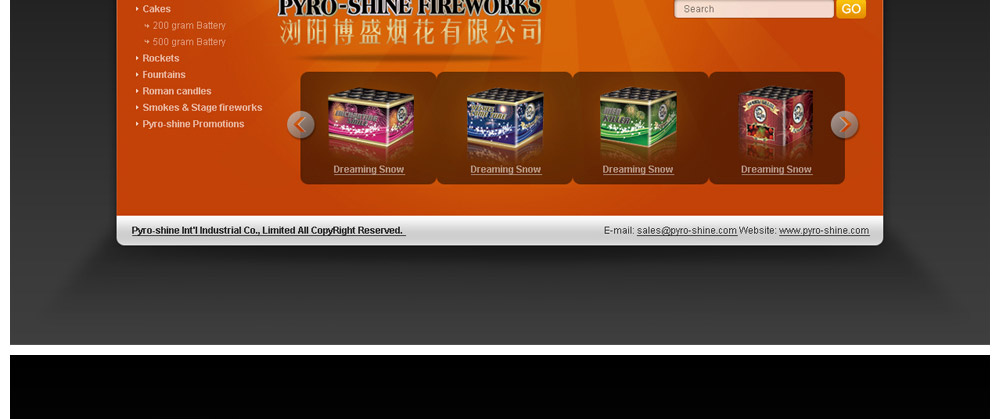 Cakes
200 gram Battery
500 gram Battery
Rockets
Fountains
Roman candles
Smokes & Stage fireworks
Pyro-shine Promotions
PYRO-SHINE FIREWORKS
浏阳博盛烟花有限公司
Search GO
Dreaming Snow Dreaming Snow Dreaming Snow Dreaming Snow
Pyro-shine Int'l Industrial Co., Limited All CopyRight Reserved. E-mail: sales@pyro-shine.com Website: www.pyro-shine.com